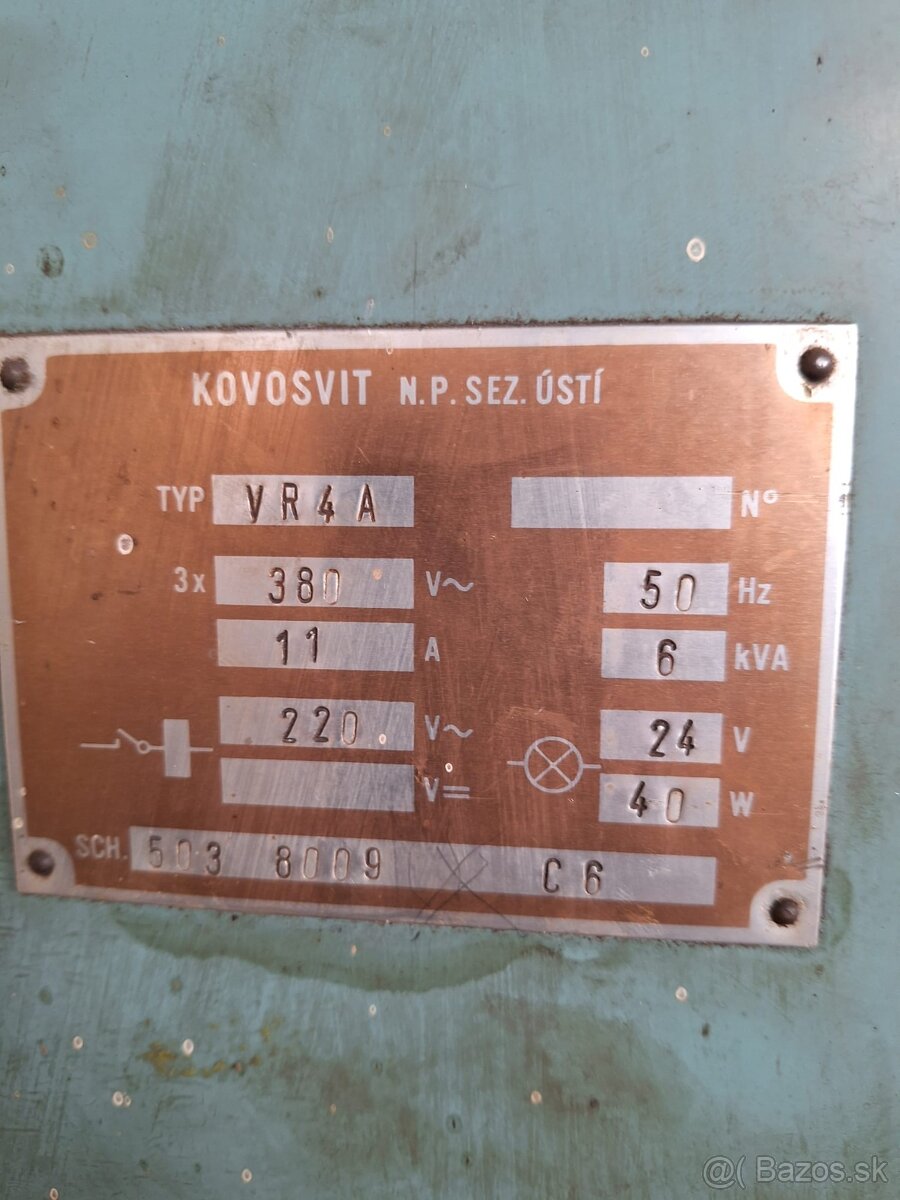 KOVOSVIT N.P. SEZ. ÚSTÍ
TYP VR4A N°
3x 380 V~ 50 Hz
11 A 6 kVA
220 V~ 24 V
V= 40 W
SCH. 503 8009 C6
@( Bazos.sk